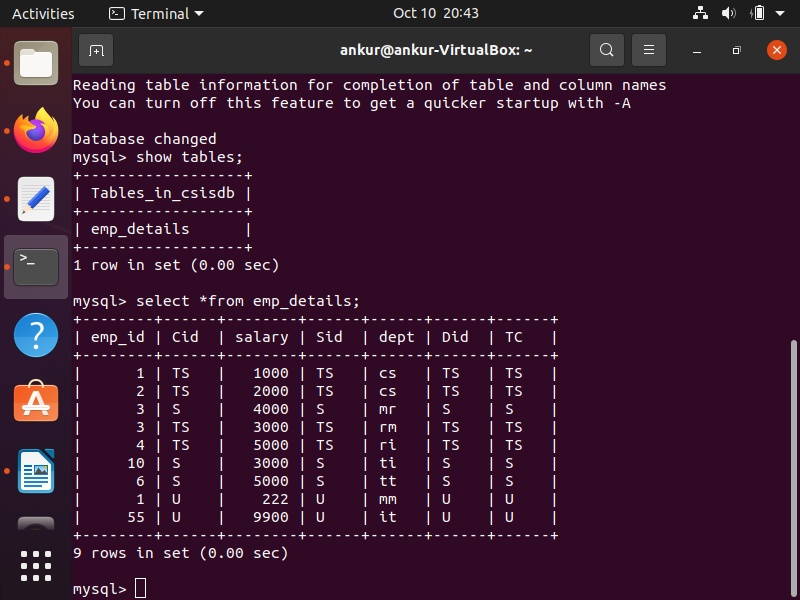 Activities Terminal Oct 10 20:43
ankur@ankur-VirtualBox: ~
Reading table information for completion of table and column names
You can turn off this feature to get a quicker startup with -A
Database changed
mysql> show tables;
+------------------+
| Tables_in_csisdb |
+------------------+
| emp_details      |
+------------------+
1 row in set (0.00 sec)
mysql> select *from emp_details;
+--------+------+--------+------+------+------+------+
| emp_id | Cid  | salary | Sid  | dept | Did  | TC   |
+--------+------+--------+------+------+------+------+
|      1 | TS   |   1000 | TS   | cs   | TS   | TS   |
|      2 | TS   |   2000 | TS   | cs   | TS   | TS   |
|      3 | S    |   4000 | S    | mr   | S    | S    |
|      3 | TS   |   3000 | TS   | rm   | TS   | TS   |
|      4 | TS   |   5000 | TS   | ri   | TS   | TS   |
|     10 | S    |   3000 | S    | ti   | S    | S    |
|      6 | S    |   5000 | S    | tt   | S    | S    |
|      1 | U    |    222 | U    | mm   | U    | U    |
|     55 | U    |   9900 | U    | it   | U    | U    |
+--------+------+--------+------+------+------+------+
9 rows in set (0.00 sec)
mysql>